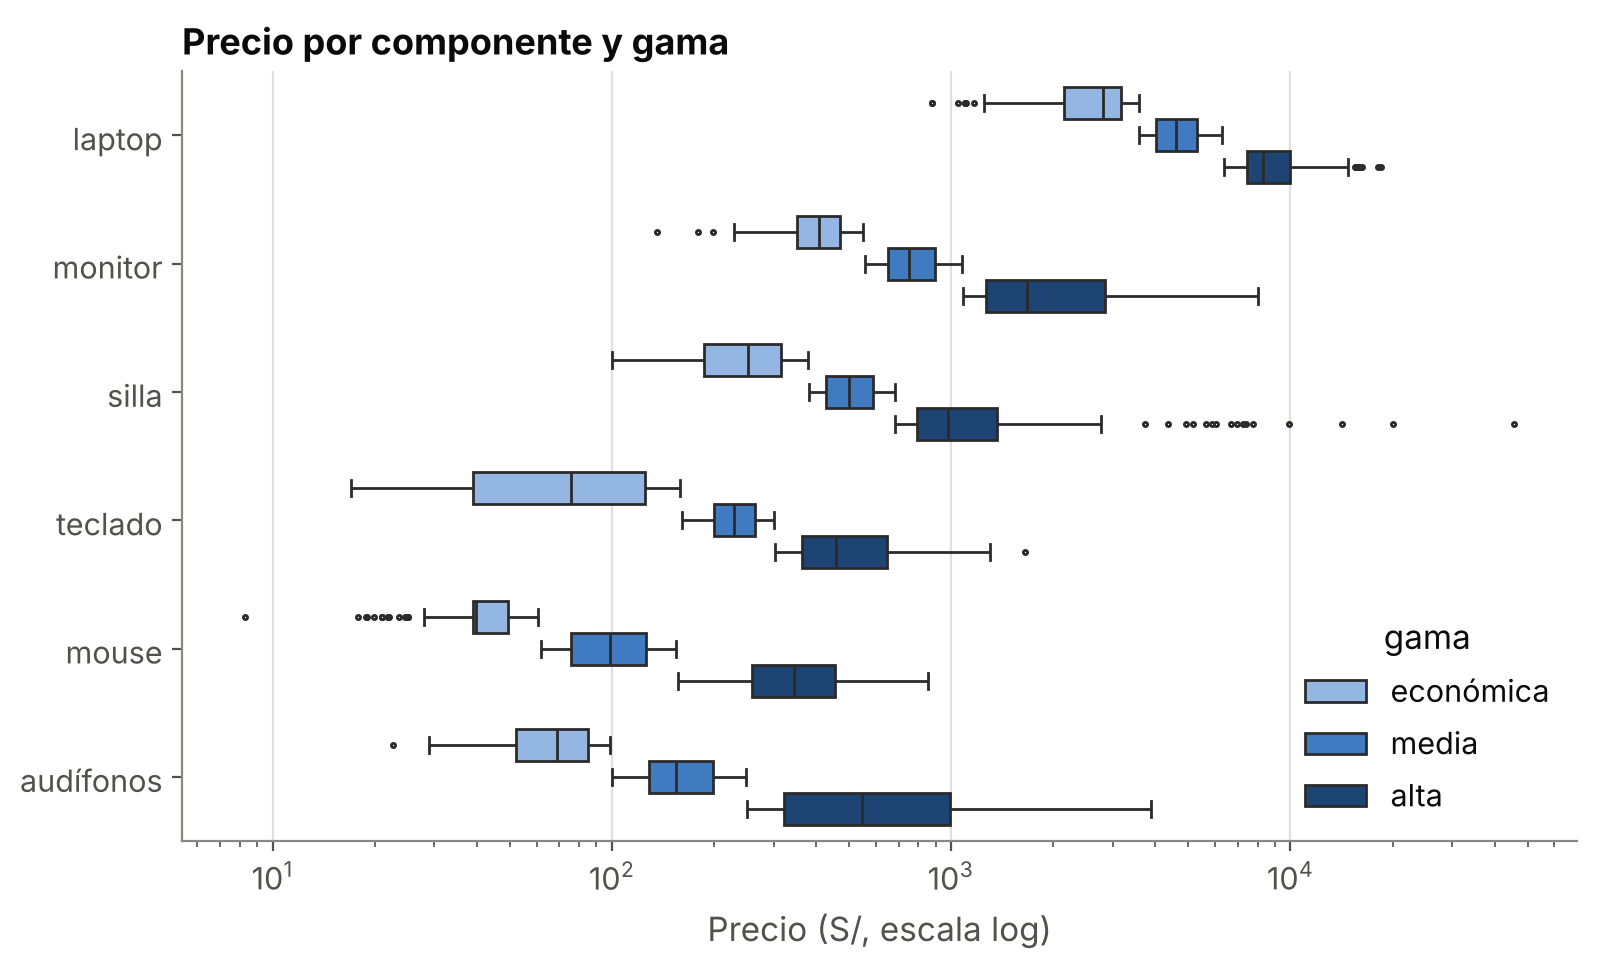 Precio por componente y gama
laptop
monitor
silla
teclado
mouse
audífonos
gama
económica
media
alta
10¹ 10² 10³ 10⁴
Precio (S/, escala log)